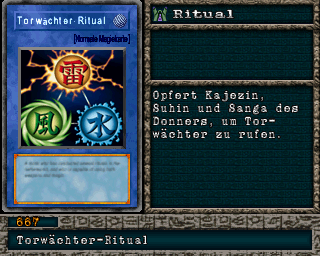 Torwächter-Ritual
[Normale Magiekarte]
雷
風
水
Ritual
Opfert Kajezin,
Suhin und Sanga des
Donners, um Tor-
wächter zu rufen.
667
Torwächter-Ritual